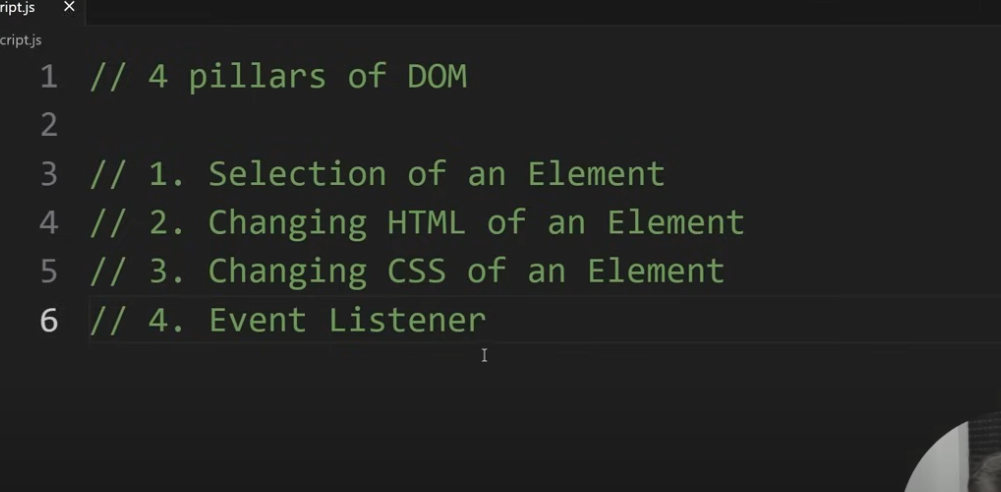 ript.js ×
cript.js
1 // 4 pillars of DOM
2
3 // 1. Selection of an Element
4 // 2. Changing HTML of an Element
5 // 3. Changing CSS of an Element
6 // 4. Event Listener